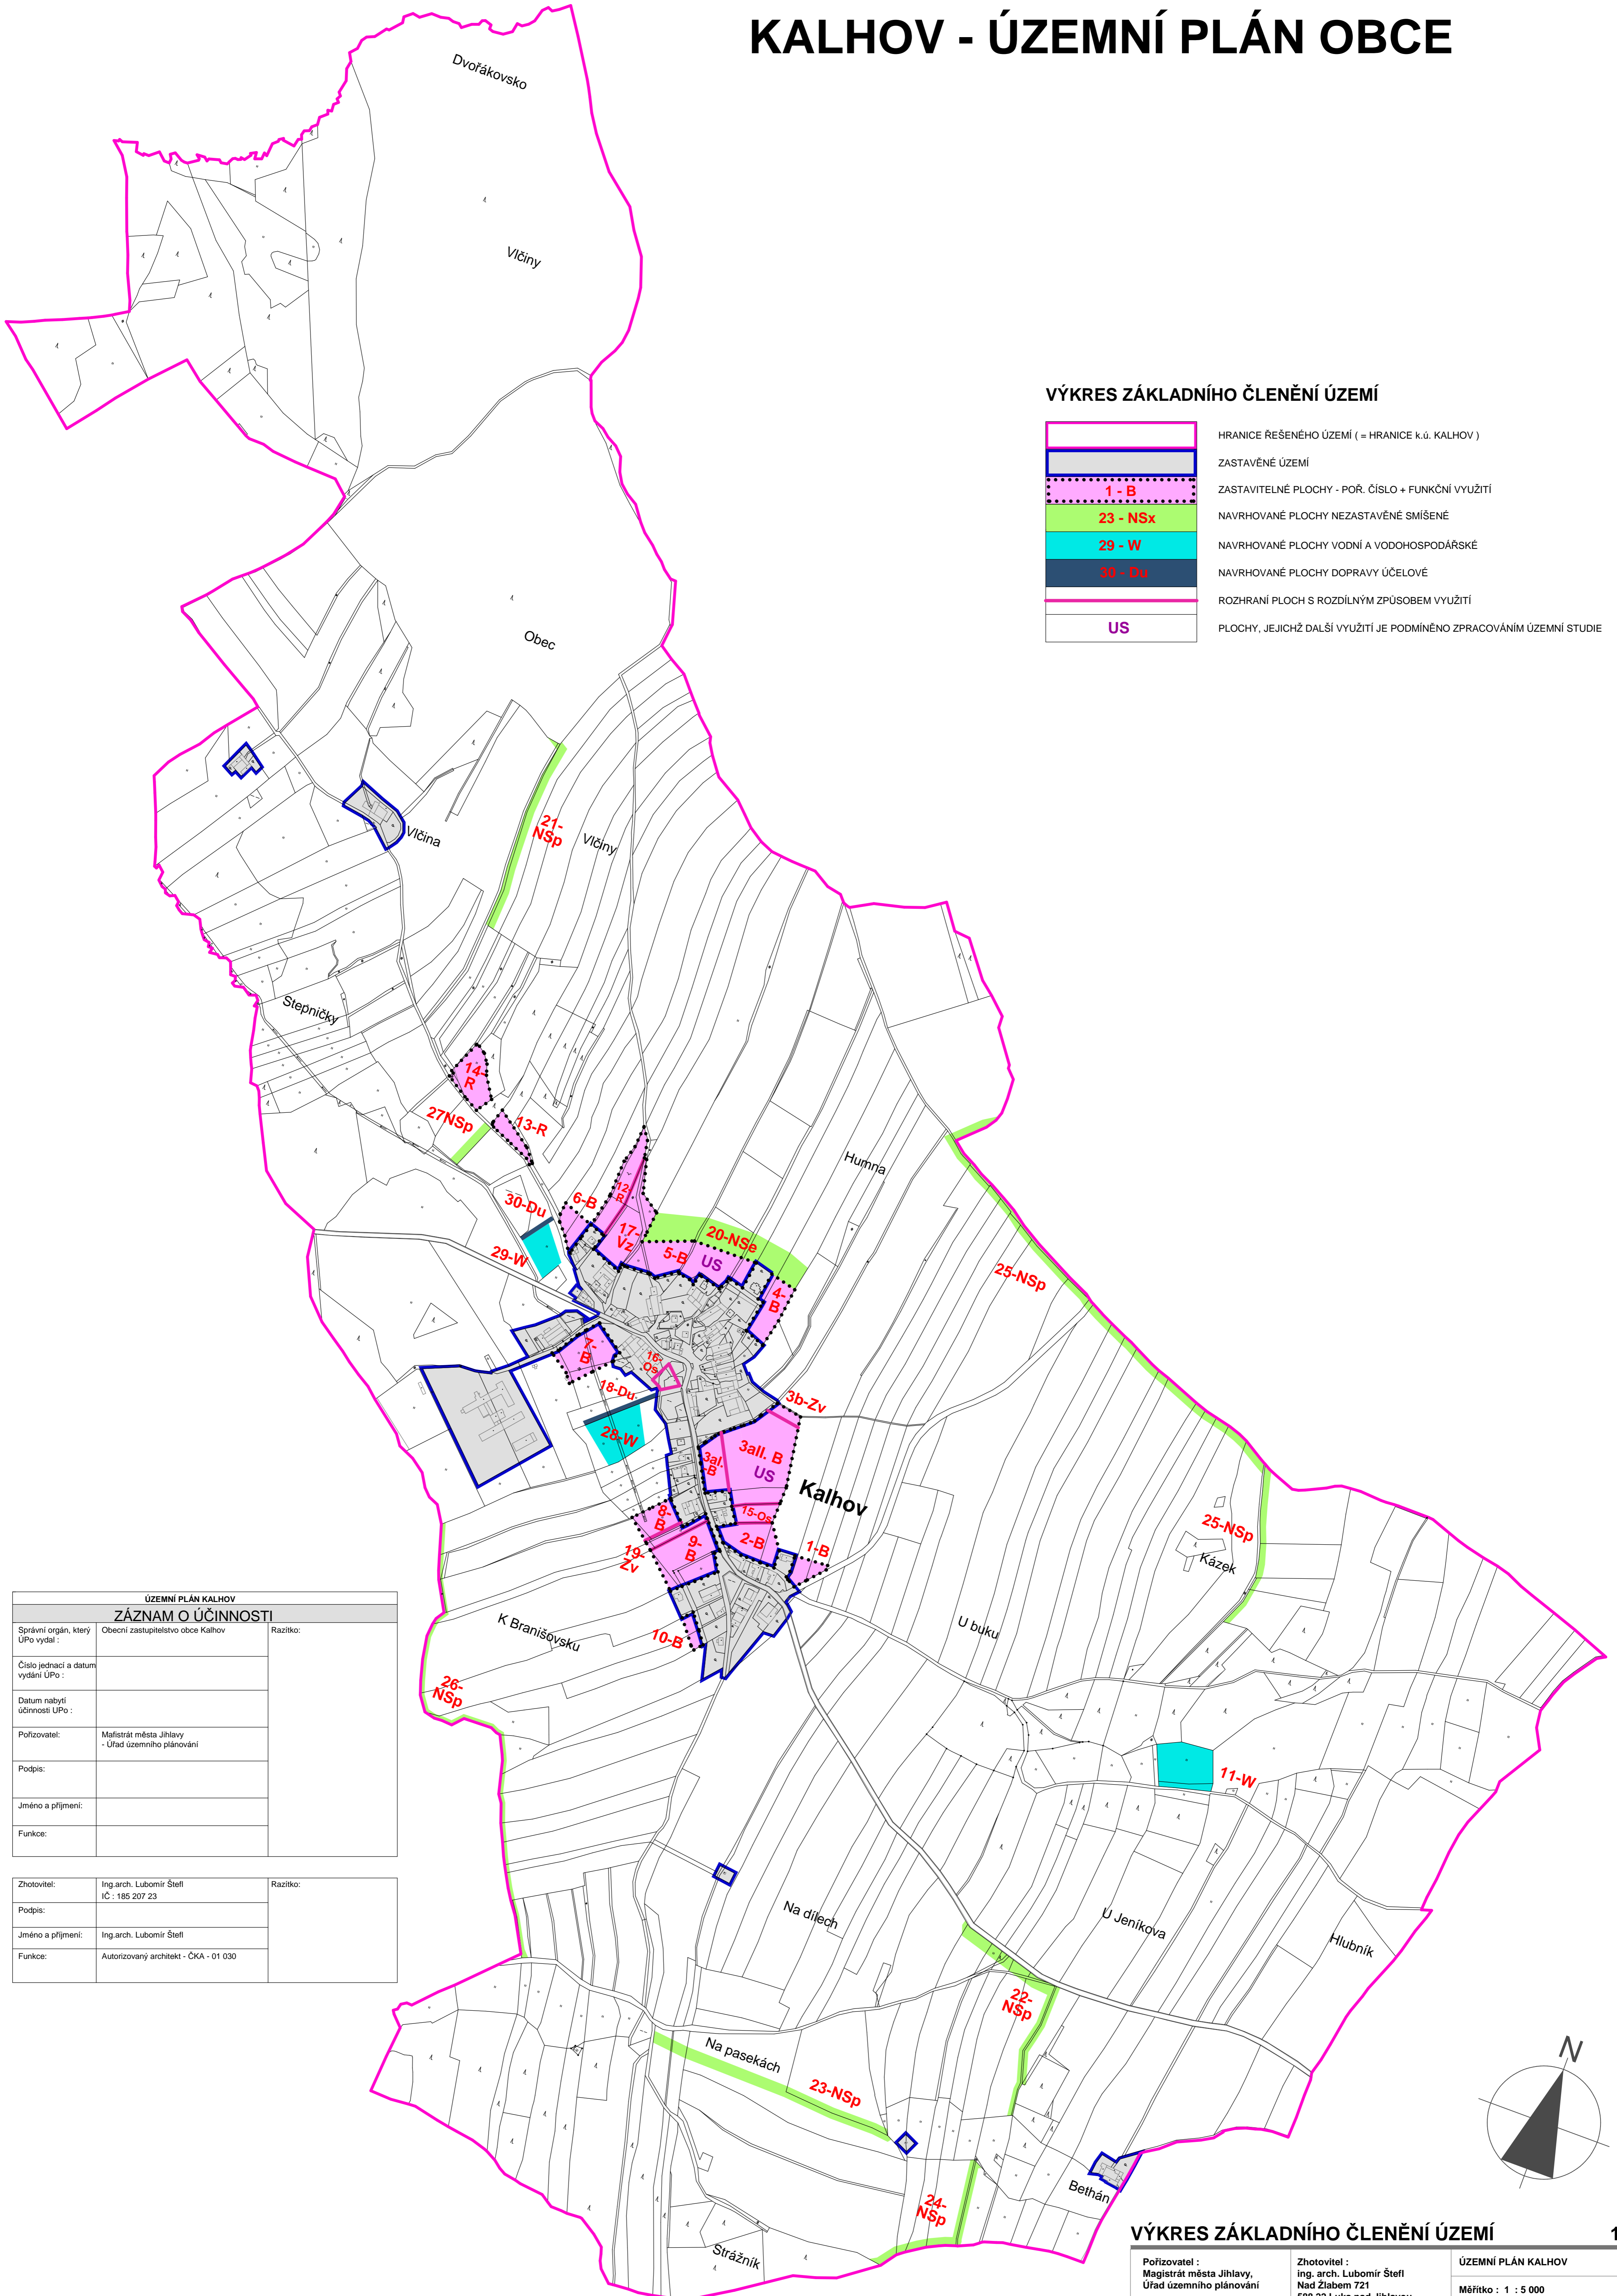 KALHOV - ÚZEMNÍ PLÁN OBCE
Dvořákovsko
Vlčiny
VÝKRES ZÁKLADNÍHO ČLENĚNÍ ÚZEMÍ
HRANICE ŘEŠENÉHO ÚZEMÍ ( = HRANICE k.ú. KALHOV )
ZASTAVĚNÉ ÚZEMÍ
1 - B
ZASTAVITELNÉ PLOCHY - POŘ. ČÍSLO + FUNKČNÍ VYUŽITÍ
23 - NSx
NAVRHOVANÉ PLOCHY NEZASTAVĚNÉ SMÍŠENÉ
29 - W
NAVRHOVANÉ PLOCHY VODNÍ A VODOHOSPODÁŘSKÉ
30 - Du
NAVRHOVANÉ PLOCHY DOPRAVY ÚČELOVÉ
ROZHRANÍ PLOCH S ROZDÍLNÝM ZPŮSOBEM VYUŽITÍ
US
PLOCHY, JEJICHŽ DALŠÍ VYUŽITÍ JE PODMÍNĚNO ZPRACOVÁNÍM ÚZEMNÍ STUDIE
Obec
Vlčina
21-
NSp
Vlčiny
Stepničky
14-
R
27NSp
13-R
Humna
12-
R
6-B
30-Du
17-
Vz
20-NSe
5-B
US
29-W
25-NSp
4-
B
7-
B
16-
Os
18-Du
3b-Zv
28-W
3aI.
-B
3aII. B
US
Kalhov
15-Os
8-
B
2-B
1-B
9-
B
19-
Zv
25-NSp
Kázek
K Branišovsku
10-B
U buku
26-
NSp
11-W
ÚZEMNÍ PLÁN KALHOV
ZÁZNAM O ÚČINNOSTI
Správní orgán, který
ÚPo vydal :
Obecní zastupitelstvo obce Kalhov
Razítko:
Číslo jednací a datum
vydání ÚPo :
Datum nabytí
účinnosti UPo :
Pořizovatel:
Mafistrát města Jihlavy
- Úřad územního plánování
Podpis:
Jméno a příjmení:
Funkce:
Zhotovitel:
Ing.arch. Lubomír Štefl
IČ : 185 207 23
Razítko:
Podpis:
Jméno a příjmení:
Ing.arch. Lubomír Štefl
Funkce:
Autorizovaný architekt - ČKA - 01 030
Na dílech
U Jeníkova
Hlubník
22-
NSp
Na pasekách
23-NSp
N
Bethán
24-
NSp
Strážník
VÝKRES ZÁKLADNÍHO ČLENĚNÍ ÚZEMÍ
1
Pořizovatel :
Magistrát města Jihlavy,
Úřad územního plánování
Zhotovitel :
ing. arch. Lubomír Štefl
Nad Žlabem 721
ÚZEMNÍ PLÁN KALHOV
Měřítko : 1 : 5 000